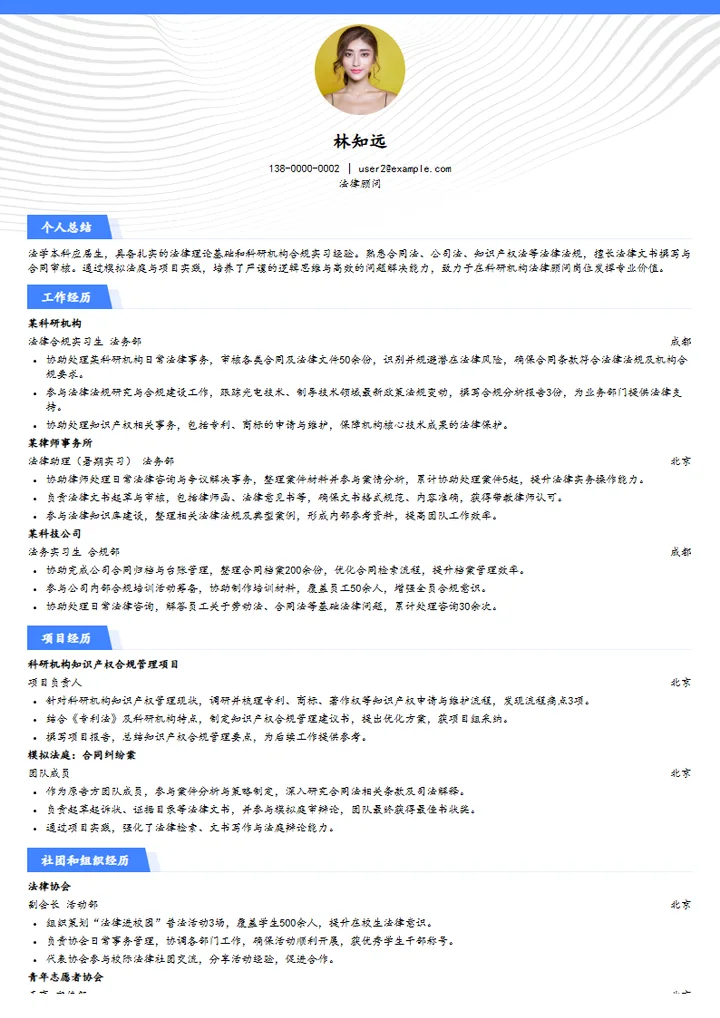 林知远
138-0000-0002 | user2@example.com
法律顾问
个人总结
法学本科应届生，具备扎实的法律理论基础和科研机构合规实习经验。熟悉合同法、公司法、知识产权法等法律法规，擅长法律文书撰写与
合同审核。通过模拟法庭与项目实践，培养了严谨的逻辑思维与高效的问题解决能力，致力于在科研机构法律顾问岗位发挥专业价值。
工作经历
某科研机构
法律合规实习生 法务部 成都
• 协助处理某科研机构日常法律事务，审核各类合同及法律文件50余份，识别并规避潜在法律风险，确保合同条款符合法律法规及机构合
规要求。
• 参与法律法规研究与合规建设工作，跟踪光电技术、制导技术领域最新政策法规变动，撰写合规分析报告3份，为业务部门提供法律支
持。
• 协助处理知识产权相关事务，包括专利、商标的申请与维护，保障机构核心技术成果的法律保护。
某律师事务所
法律助理（暑期实习） 法务部 北京
• 协助律师处理日常法律咨询与争议解决事务，整理案件材料并参与案情分析，累计协助处理案件5起，提升法律实务操作能力。
• 负责法律文书起草与审核，包括律师函、法律意见书等，确保文书格式规范、内容准确，获得带教律师认可。
• 参与法律知识库建设，整理相关法律法规及典型案例，形成内部参考资料，提高团队工作效率。
某科技公司
法务实习生 合规部 成都
• 协助完成公司合同归档与台账管理，整理合同档案200余份，优化合同检索流程，提升档案管理效率。
• 参与公司内部合规培训活动筹备，协助制作培训材料，覆盖员工50余人，增强全员合规意识。
• 协助处理日常法律咨询，解答员工关于劳动法、合同法等基础法律问题，累计处理咨询30余次。
项目经历
科研机构知识产权合规管理项目
项目负责人 北京
• 针对科研机构知识产权管理现状，调研并梳理专利、商标、著作权等知识产权申请与维护流程，发现流程痛点3项。
• 结合《专利法》及科研机构特点，制定知识产权合规管理建议书，提出优化方案，获项目组采纳。
• 撰写项目报告，总结知识产权合规管理要点，为后续工作提供参考。
模拟法庭：合同纠纷案
团队成员 北京
• 作为原告方团队成员，参与案件分析与策略制定，深入研究合同法相关条款及司法解释。
• 负责起草起诉状、证据目录等法律文书，并参与模拟庭审辩论，团队最终获得最佳书状奖。
• 通过项目实践，强化了法律检索、文书写作与法庭辩论能力。
社团和组织经历
法律协会
副会长 活动部 北京
• 组织策划“法律进校园”普法活动3场，覆盖学生500余人，提升在校生法律意识。
• 负责协会日常事务管理，协调各部门工作，确保活动顺利开展，获优秀学生干部称号。
• 代表协会参与校际法律社团交流，分享活动经验，促进合作。
青年志愿者协会